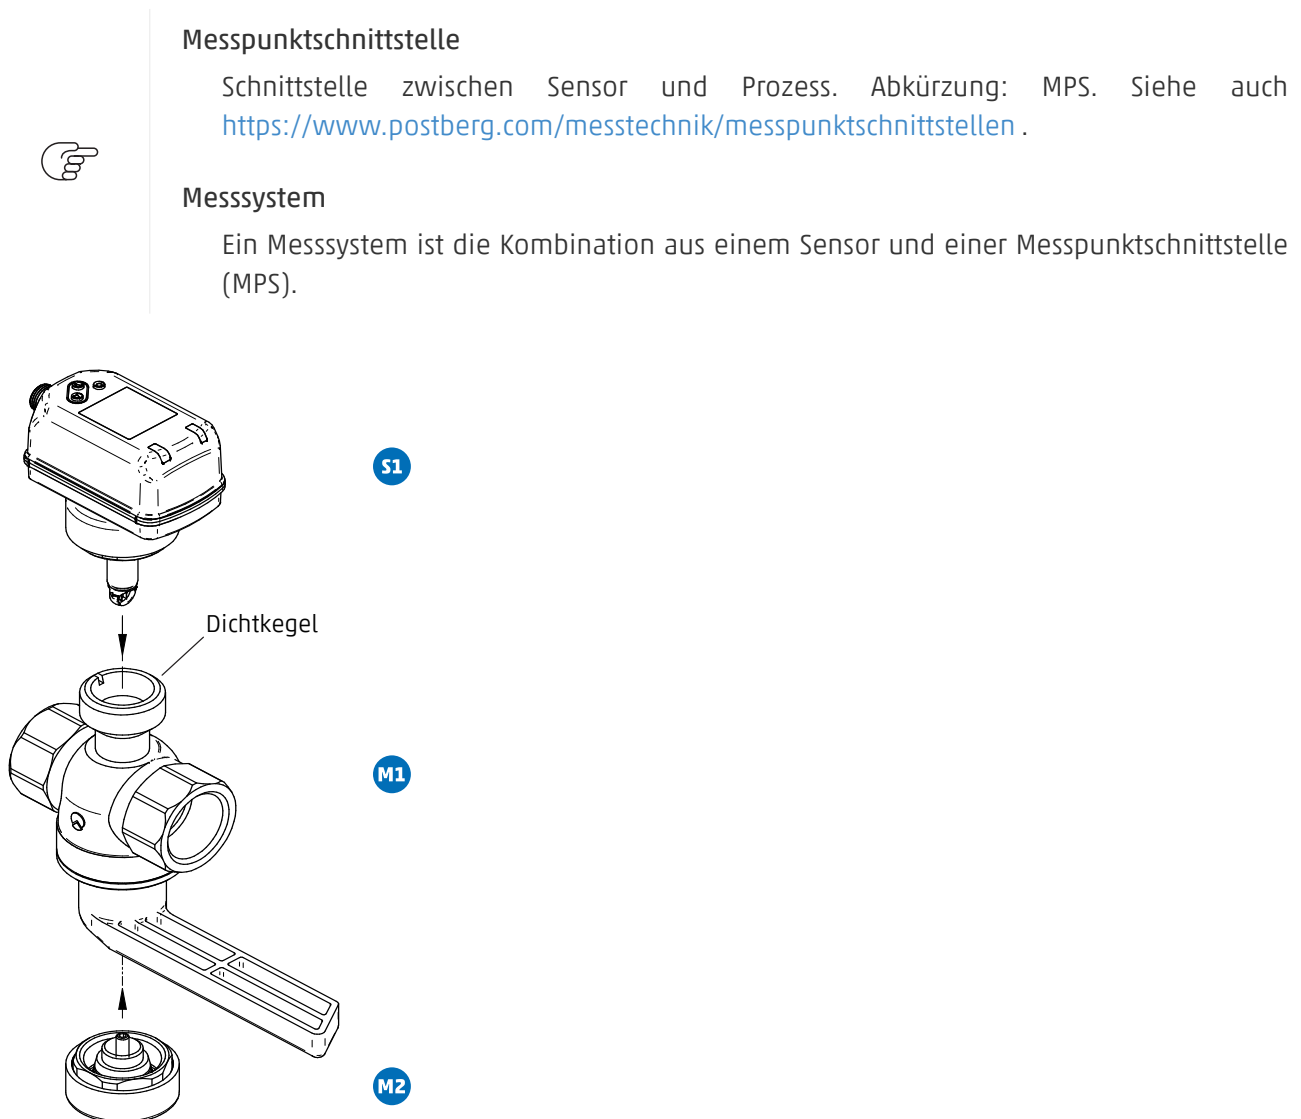 Messpunktschnittstelle
Schnittstelle zwischen Sensor und Prozess. Abkürzung: MPS. Siehe auch
https://www.postberg.com/messtechnik/messpunktschnittstellen .
Messsystem
Ein Messsystem ist die Kombination aus einem Sensor und einer Messpunktschnittstelle
(MPS).
S1
Dichtkegel
M1
M2